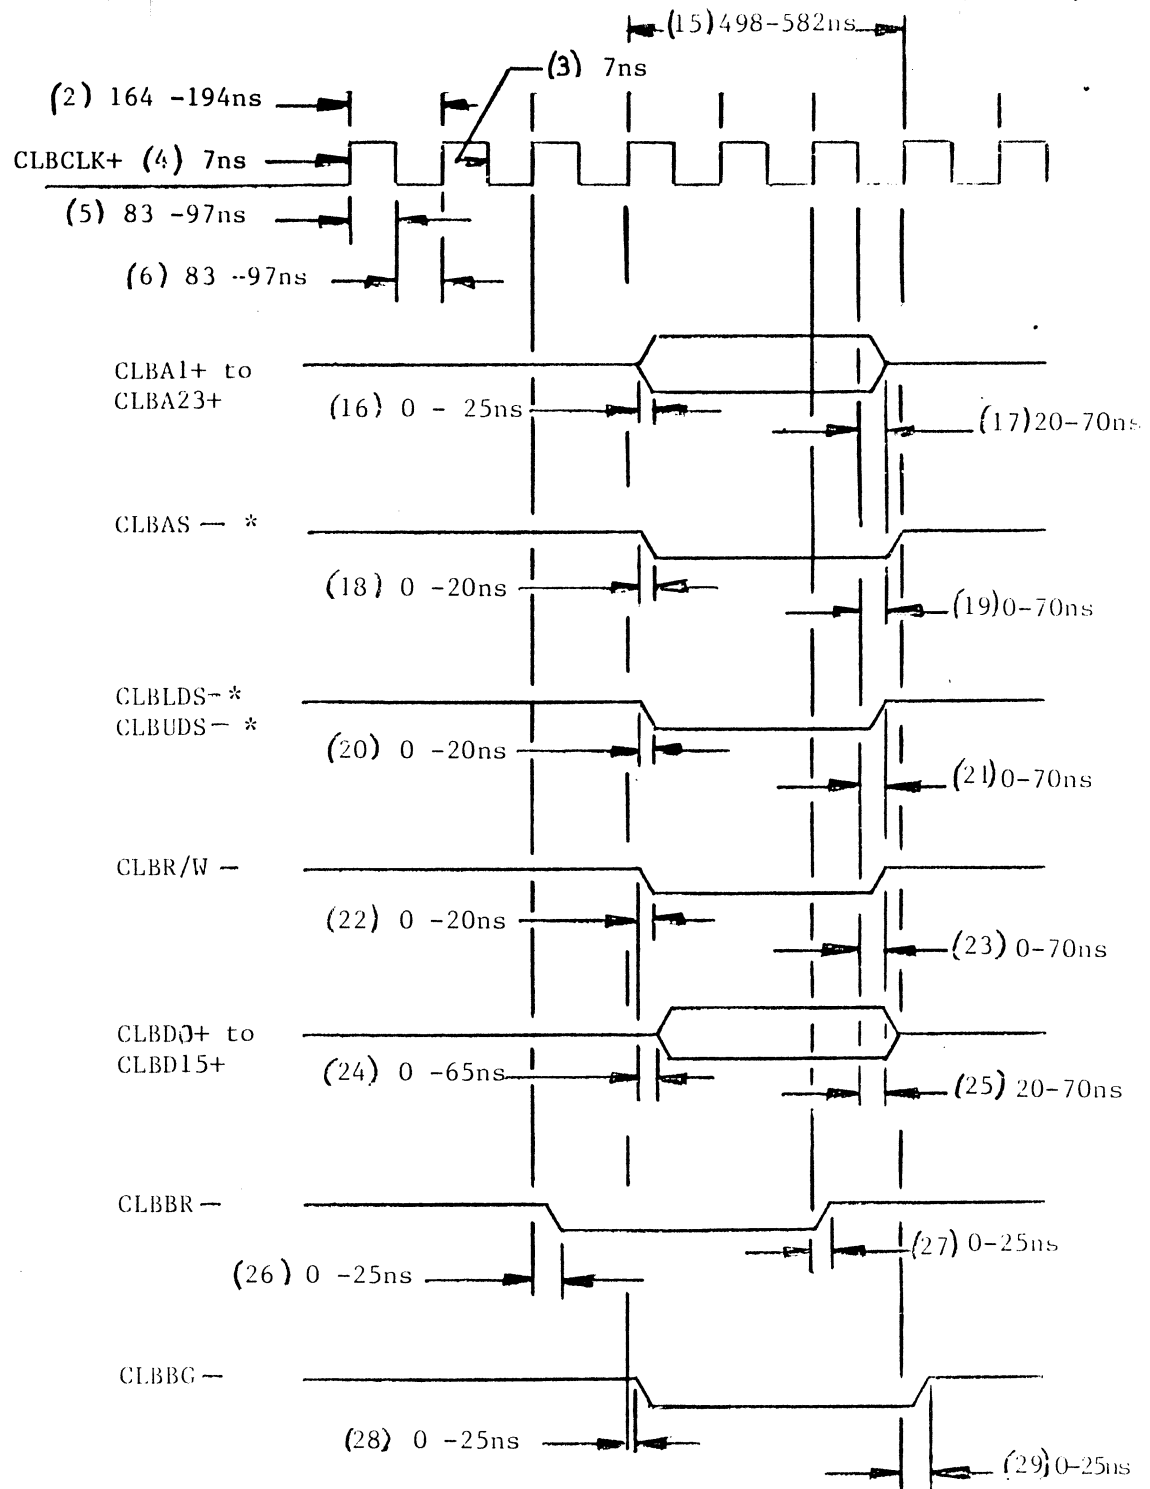 (15)498-582ns
(3) 7ns
(2) 164 -194ns
CLBCLK+ (4) 7ns
(5) 83 -97ns
(6) 83 --97ns
CLBA1+ to
CLBA23+
(16) 0 - 25ns
(17)20-70ns
CLBAS — *
(18) 0 -20ns
(19)0-70ns
CLBLDS- *
CLBUDS— *
(20) 0 -20ns
(21)0-70ns
CLBR/W -
(22) 0 -20ns
(23) 0-70ns
CLBD0+ to
CLBD15+
(24) 0 -65ns
(25) 20-70ns
CLBBR —
(26) 0 -25ns
(27) 0-25ns
CLBBG —
(28) 0 -25ns
(29) 0-25ns